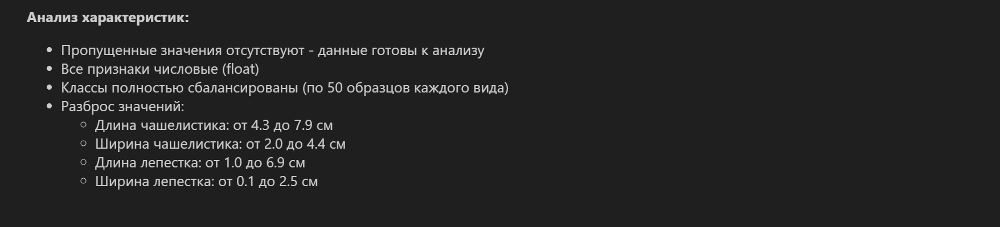 Анализ характеристик:
• Пропущенные значения отсутствуют - данные готовы к анализу
• Все признаки числовые (float)
• Классы полностью сбалансированы (по 50 образцов каждого вида)
• Разброс значений:
◦ Длина чашелистика: от 4.3 до 7.9 см
◦ Ширина чашелистика: от 2.0 до 4.4 см
◦ Длина лепестка: от 1.0 до 6.9 см
◦ Ширина лепестка: от 0.1 до 2.5 см